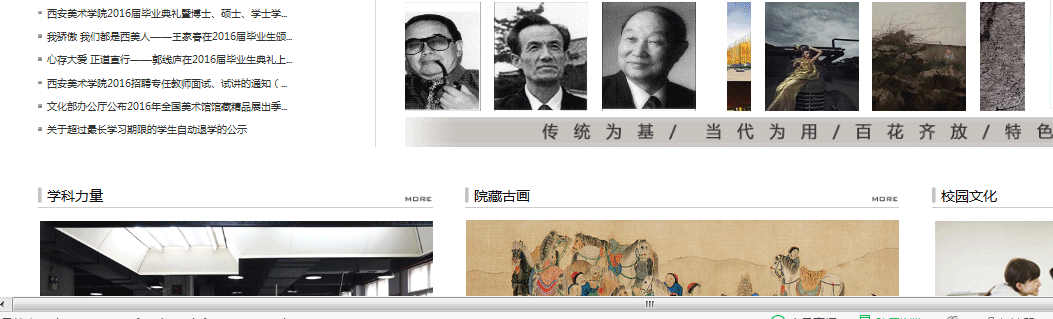 西安美术学院2016届毕业典礼暨博士、硕士、学士学...
我骄傲 我们都是西美人——王家春在2016届毕业生颁...
心存大爱 正道直行——郭线庐在2016届毕业生典礼上...
西安美术学院2016招聘专任教师面试、试讲的通知（...
文化部办公厅公布2016年全国美术馆馆藏精品展出季...
关于超过最长学习期限的学生自动退学的公示
传统为基/ 当代为用/百花齐放/特色
学科力量
MORE
院藏古画
MORE
校园文化